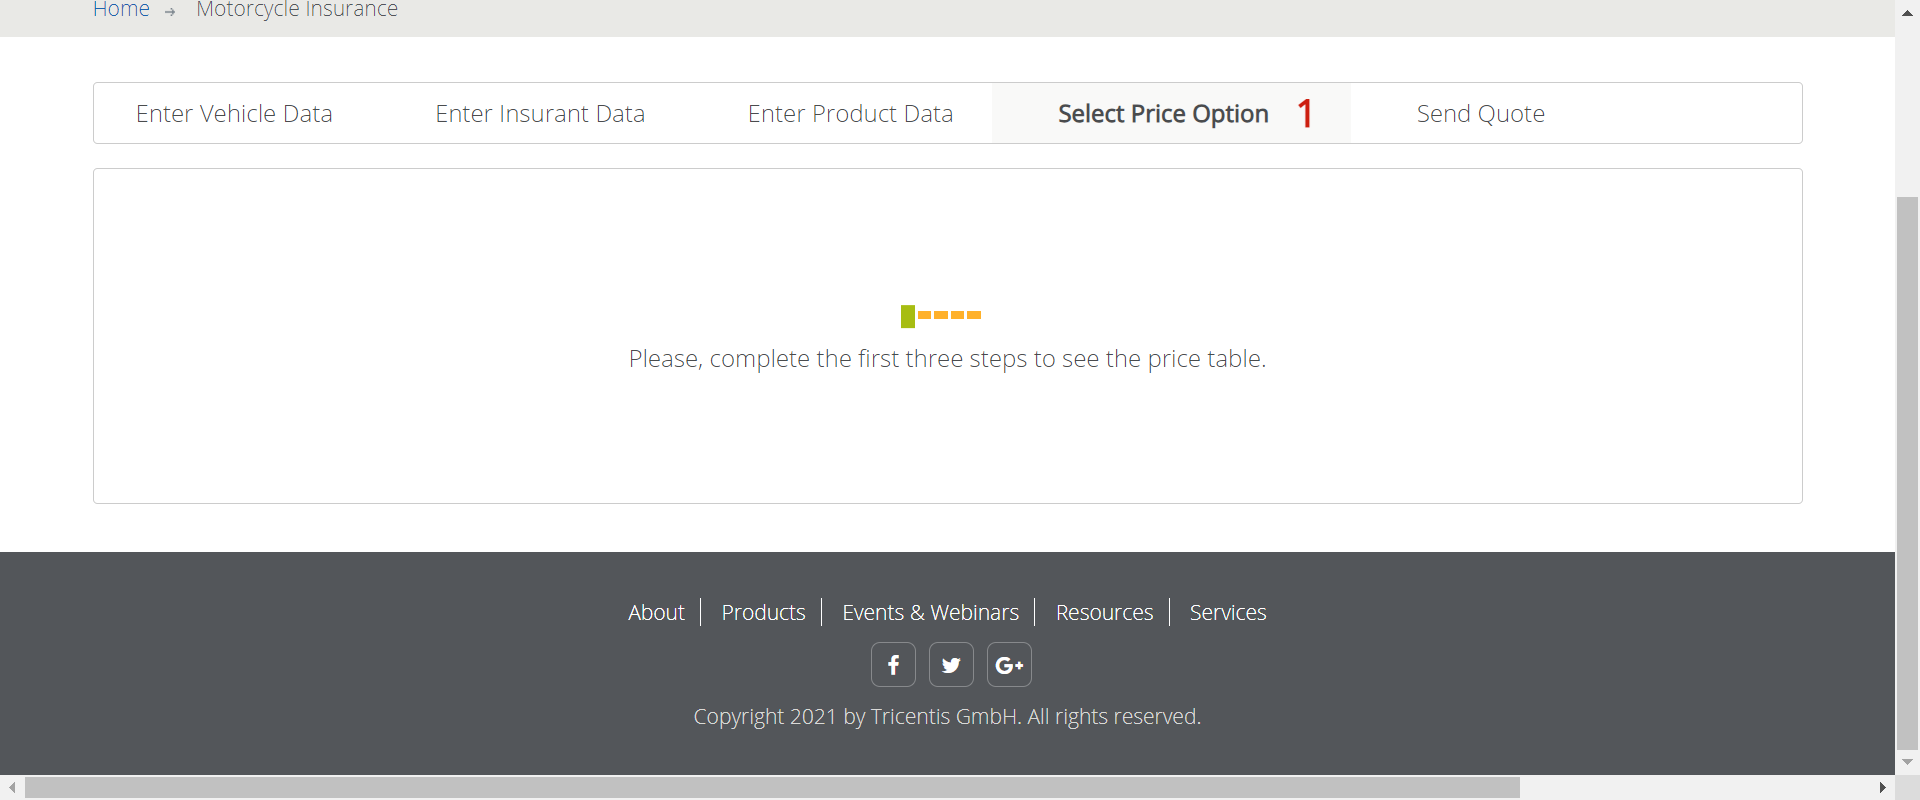 Home → Motorcycle Insurance
Enter Vehicle Data Enter Insurant Data Enter Product Data Select Price Option 1 Send Quote
Please, complete the first three steps to see the price table.
About Products Events & Webinars Resources Services
G+
Copyright 2021 by Tricentis GmbH. All rights reserved.